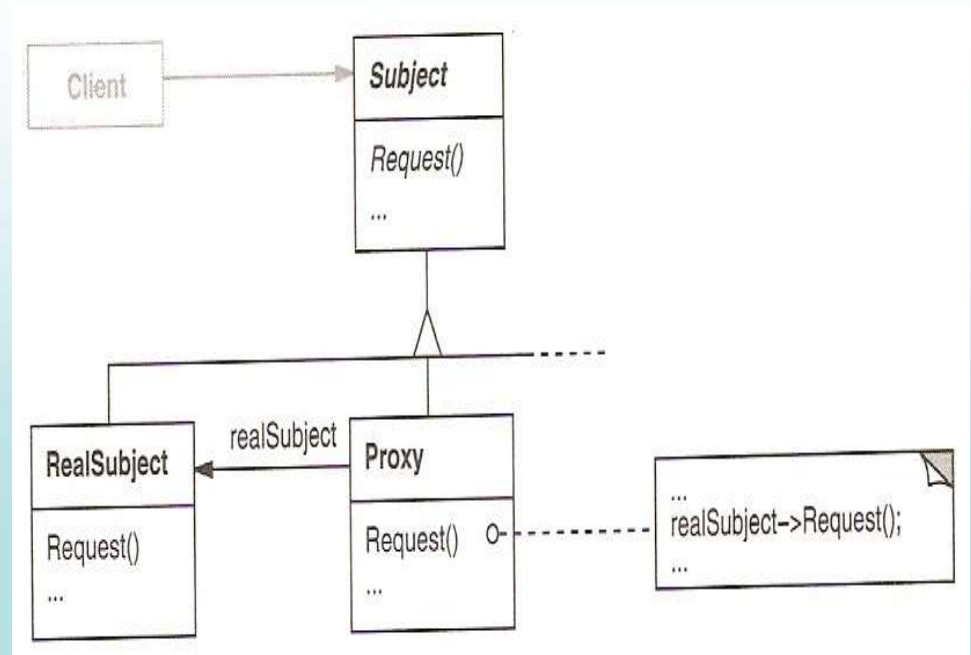 Client
Subject
Request()
...
realSubject
RealSubject
Request()
...
Proxy
Request()
...
...
realSubject->Request();
...